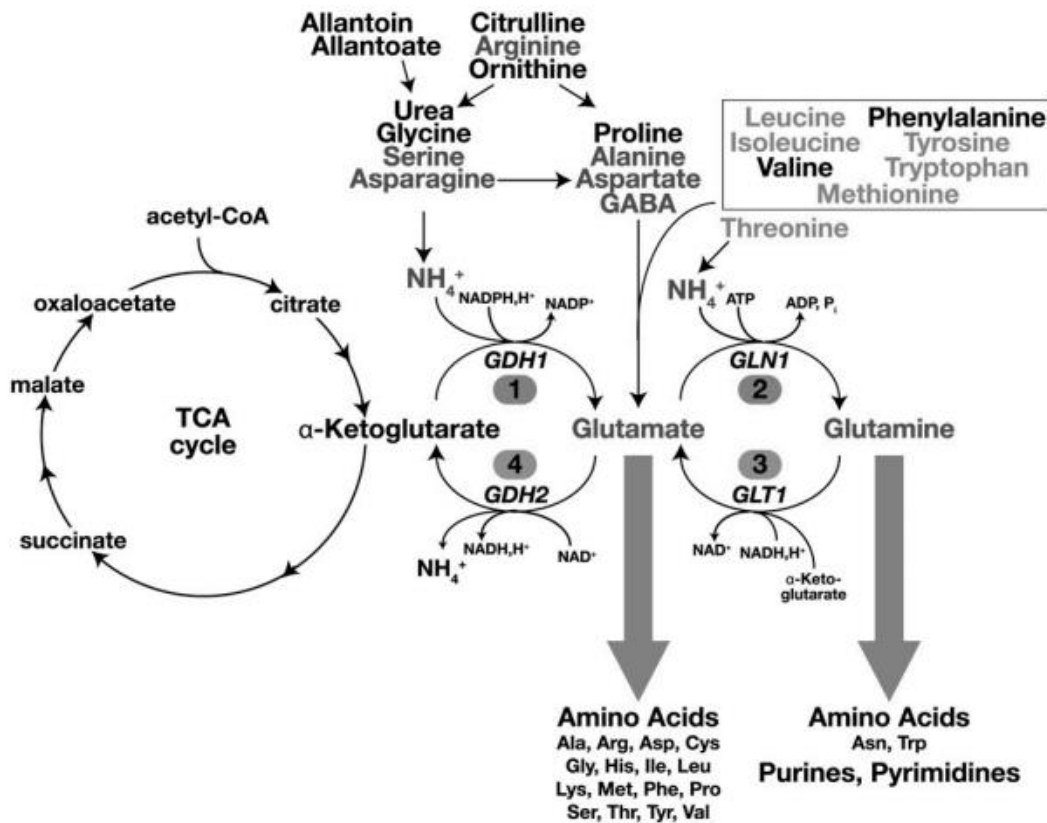 Allantoin
Allantoate
Citrulline
Arginine
Ornithine
Urea
Glycine
Serine
Asparagine
Proline
Alanine
Aspartate
GABA
Leucine Phenylalanine
Isoleucine Tyrosine
Valine Tryptophan
Methionine
Threonine
acetyl-CoA
oxaloacetate
citrate
malate
succinate
TCA
cycle
α-Ketoglutarate
NH₄⁺
NADPH,H⁺
NADP⁺
GDH1
1
4
GDH2
NH₄⁺
NADH,H⁺
NAD⁺
Glutamate
NH₄⁺
ATP
ADP, Pᵢ
GLN1
2
3
GLT1
NAD⁺
NADH,H⁺
α-Keto-
glutarate
Glutamine
Amino Acids
Ala, Arg, Asp, Cys
Gly, His, Ile, Leu
Lys, Met, Phe, Pro
Ser, Thr, Tyr, Val
Amino Acids
Asn, Trp
Purines, Pyrimidines